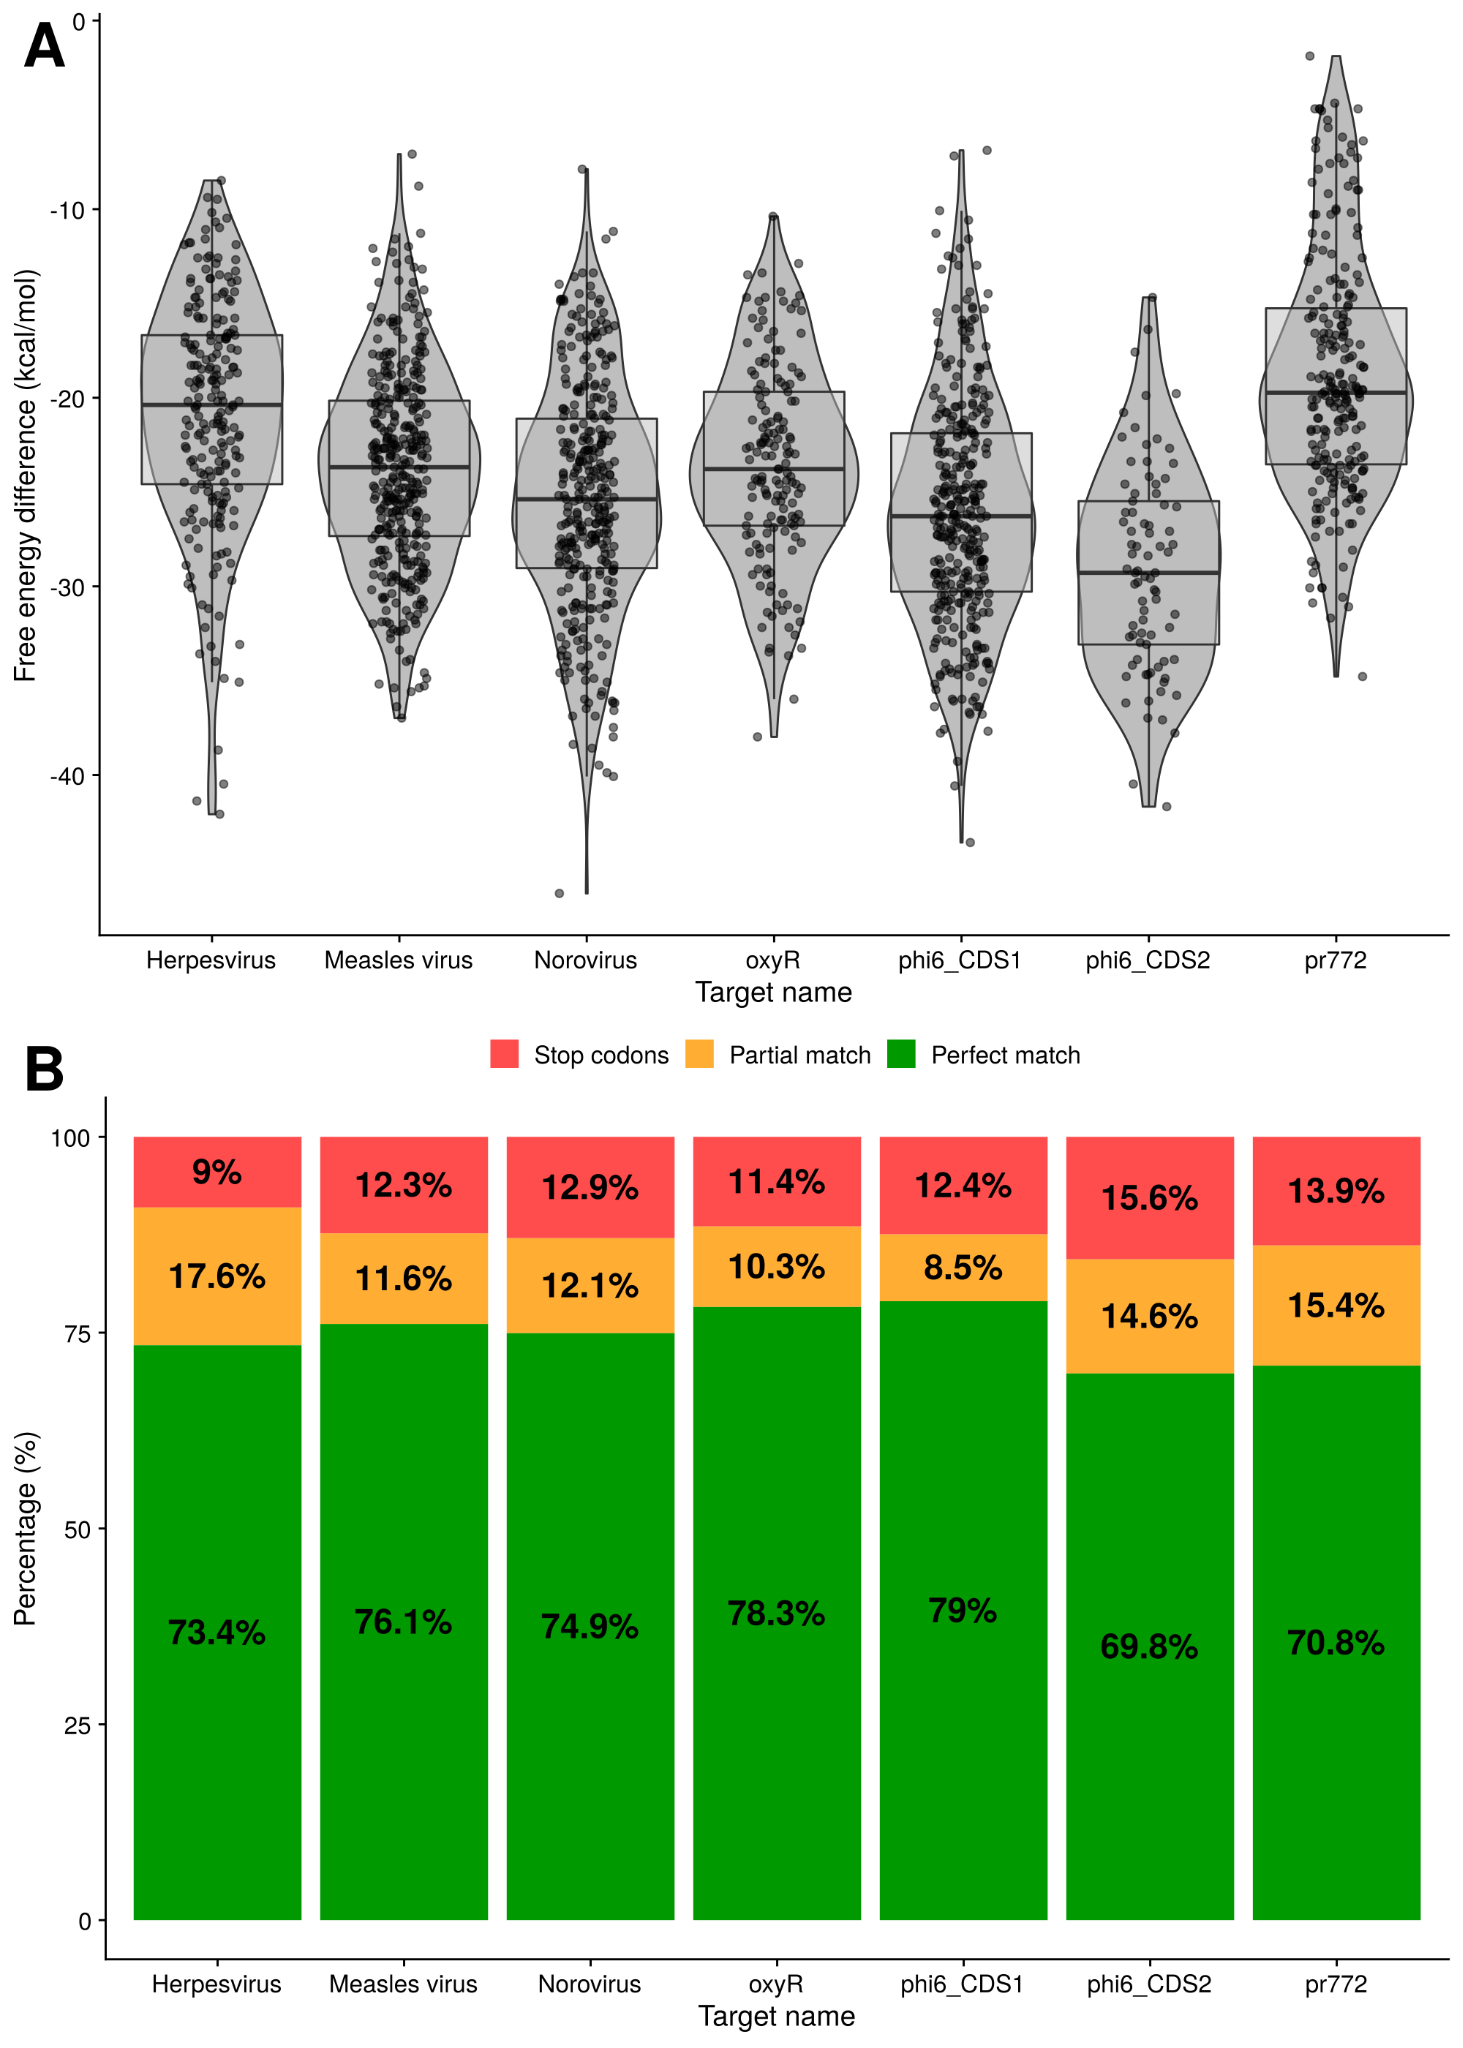 A
Free energy difference (kcal/mol)
0
-10
-20
-30
-40
Herpesvirus Measles virus Norovirus oxyR phi6_CDS1 phi6_CDS2 pr772
Target name
B
Stop codons Partial match Perfect match
Percentage (%)
100
75
50
25
0
9% 12.3% 12.9% 11.4% 12.4% 15.6% 13.9%
17.6% 11.6% 12.1% 10.3% 8.5% 14.6% 15.4%
73.4% 76.1% 74.9% 78.3% 79% 69.8% 70.8%
Herpesvirus Measles virus Norovirus oxyR phi6_CDS1 phi6_CDS2 pr772
Target name